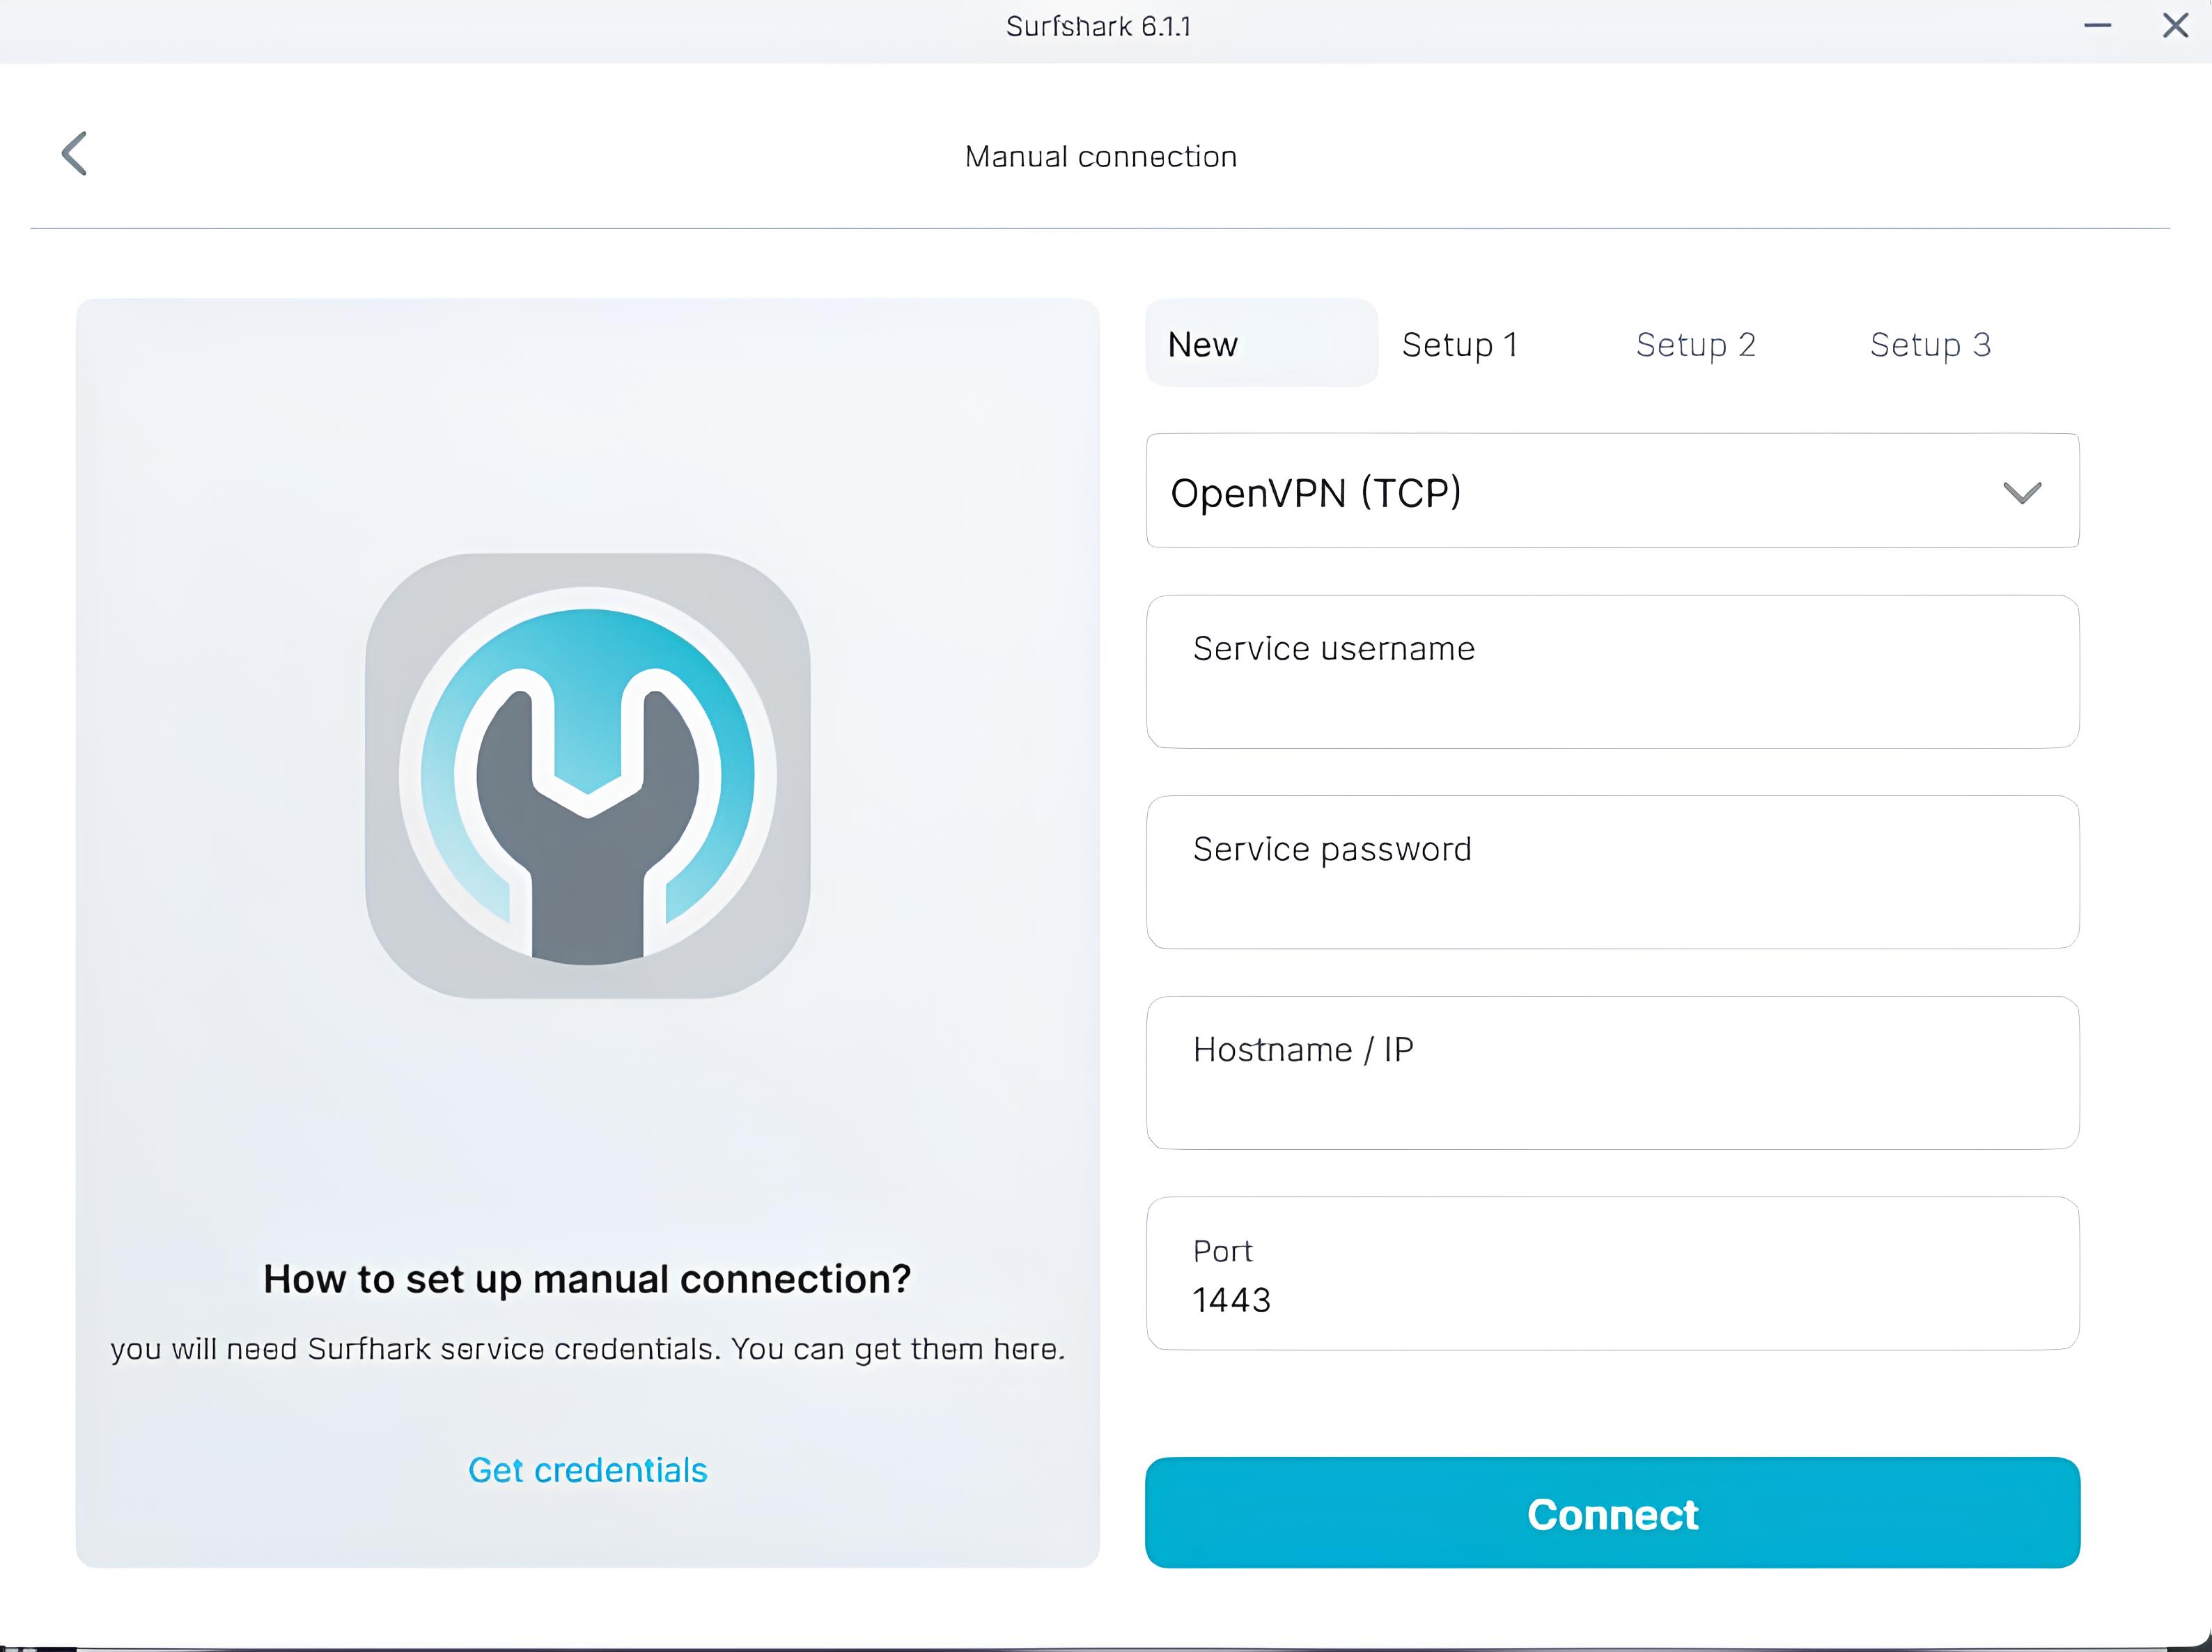 Surfshark 6.1.1
Manual connection
New Setup 1 Setup 2 Setup 3
OpenVPN (TCP)
Service username
Service password
Hostname / IP
Port
1443
How to set up manual connection?
you will need Surfhark service credentials. You can get them here.
Get credentials
Connect